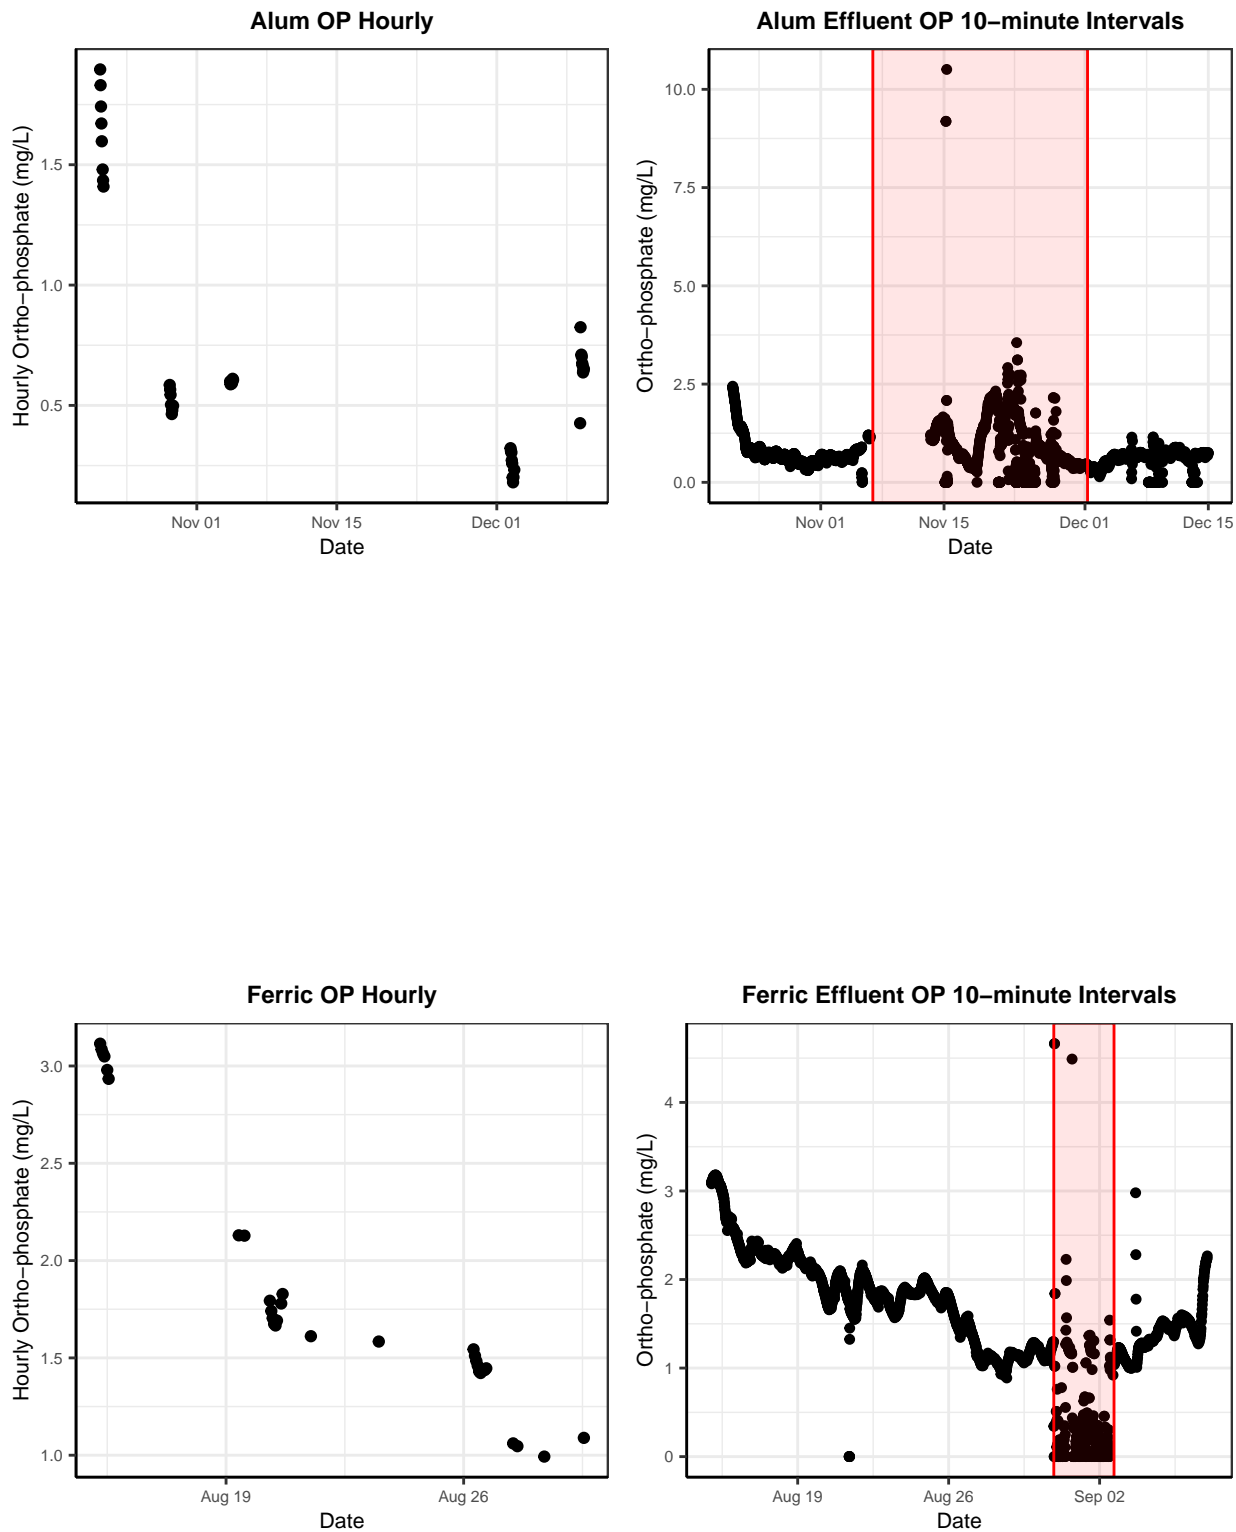 Alum OP Hourly
Hourly Ortho−phosphate (mg/L)
1.5
1.0
0.5
Nov 01
Nov 15
Dec 01
Date
Alum Effluent OP 10−minute Intervals
Ortho−phosphate (mg/L)
10.0
7.5
5.0
2.5
0.0
Nov 01
Nov 15
Dec 01
Dec 15
Date
Ferric OP Hourly
Hourly Ortho−phosphate (mg/L)
3.0
2.5
2.0
1.5
1.0
Aug 19
Aug 26
Date
Ferric Effluent OP 10−minute Intervals
Ortho−phosphate (mg/L)
4
3
2
1
0
Aug 19
Aug 26
Sep 02
Date